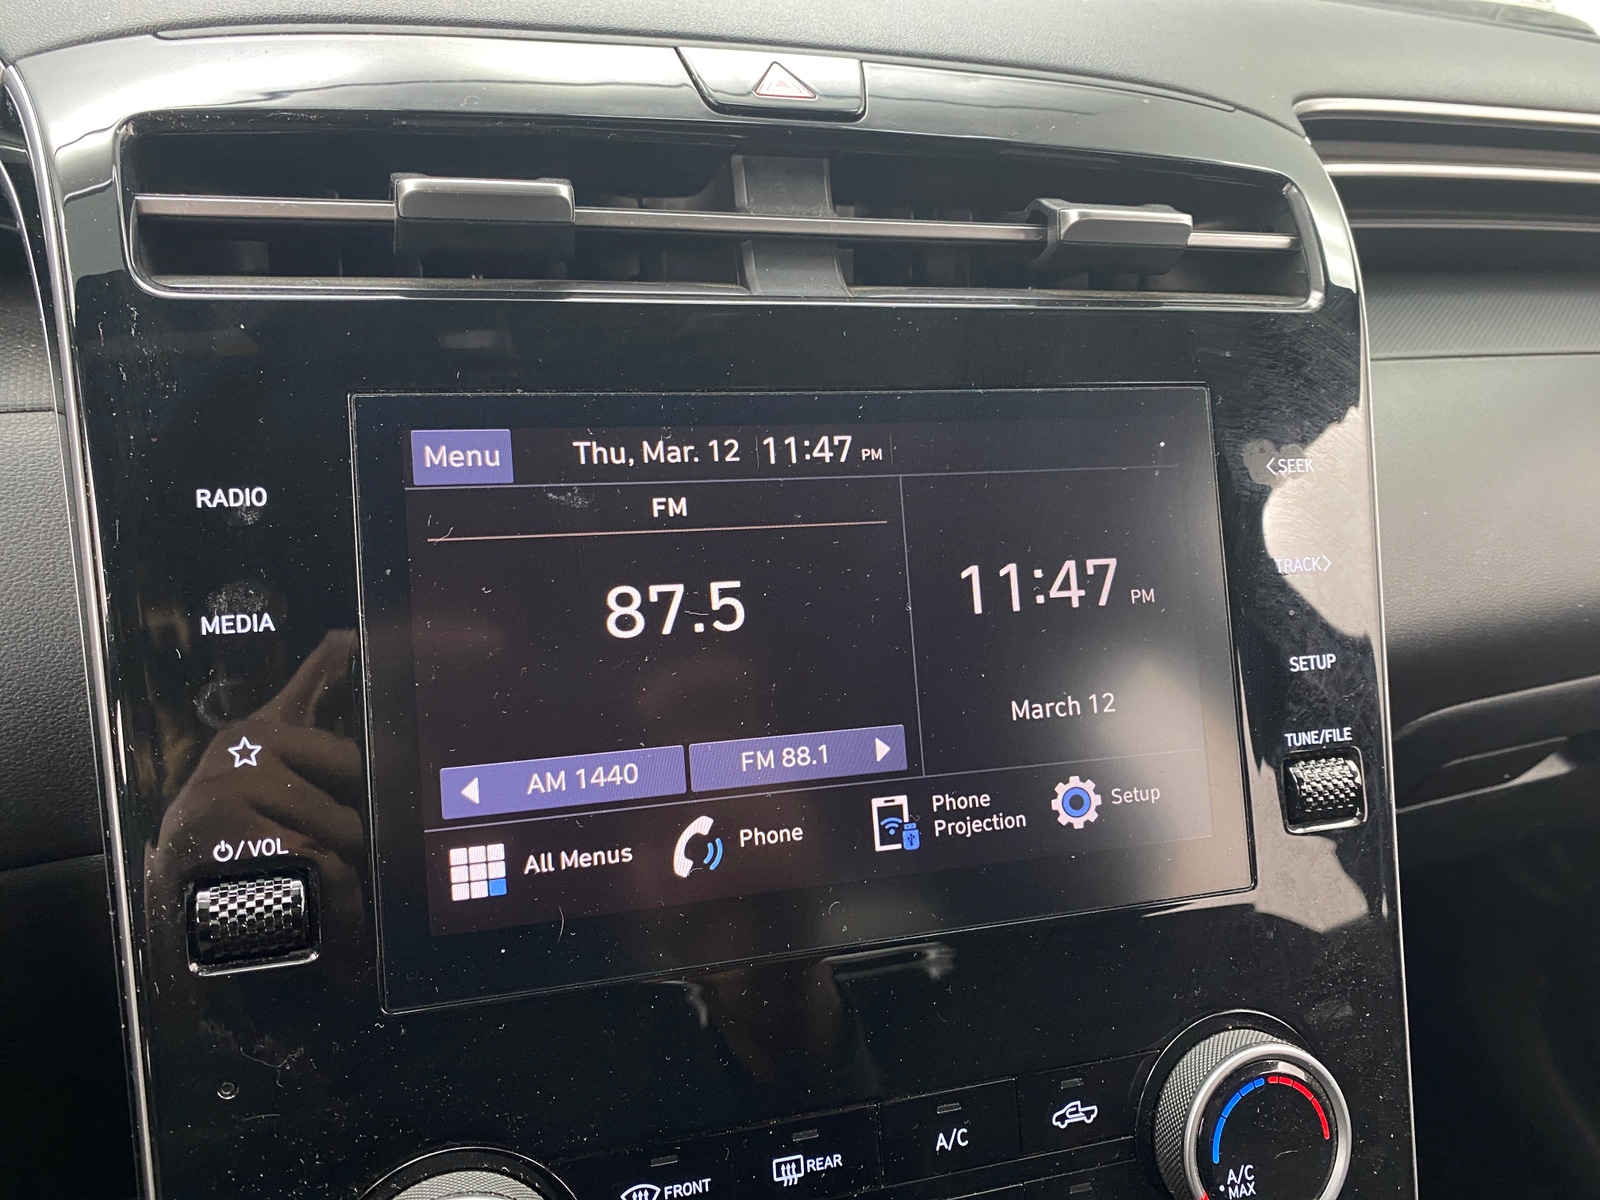 Menu Thu, Mar. 12 11:47 PM
<SEEK
RADIO
FM
TRACK>
87.5
11:47 PM
MEDIA
SETUP
March 12
TUNE/FILE
AM 1440
FM 88.1
/ VOL
All Menus
Phone
Phone
Projection
Setup
FRONT
REAR
A/C
A/C
MAX